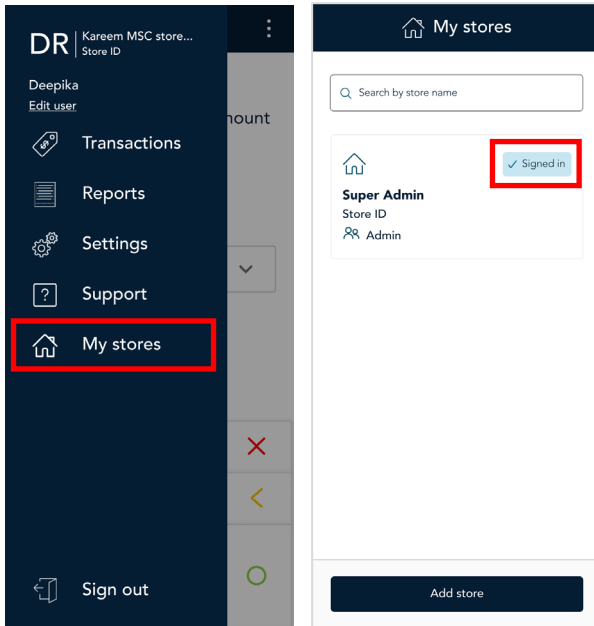 DR
Kareem MSC store...
Store ID
Deepika
Edit user
Transactions
Reports
Settings
? Support
My stores
Sign out
mount
My stores
Search by store name
Signed in
Super Admin
Store ID
Admin
Add store